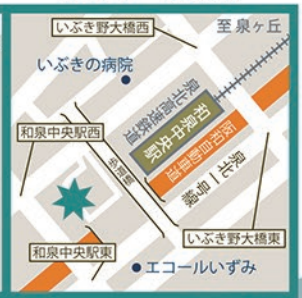 いぶき野大橋西
至泉ヶ丘
いぶきの病院
泉北高速鉄道
和泉中央駅
阪和自動車道
泉北一号線
和泉中央駅西
歩道橋
いぶき野大橋東
和泉中央駅東
エコールいずみ